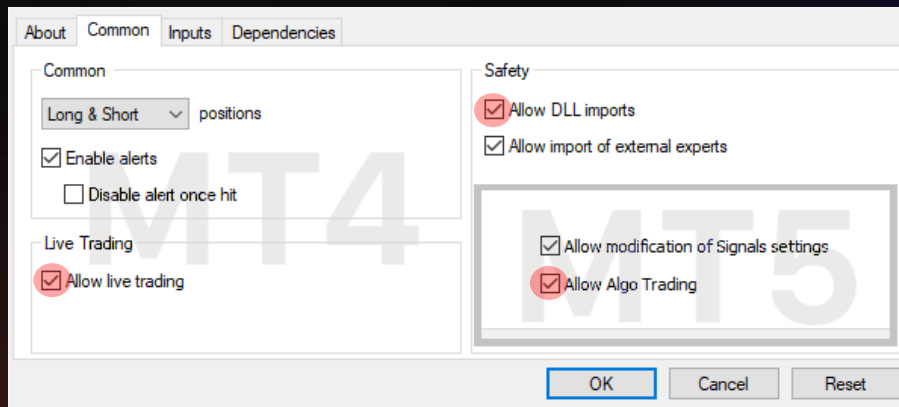 About Common Inputs Dependencies
Common
Long & Short positions
Enable alerts
Disable alert once hit
MT4
Live Trading
Allow live trading
Safety
Allow DLL imports
Allow import of external experts
MT5
Allow modification of Signals settings
Allow Algo Trading
OK Cancel Reset